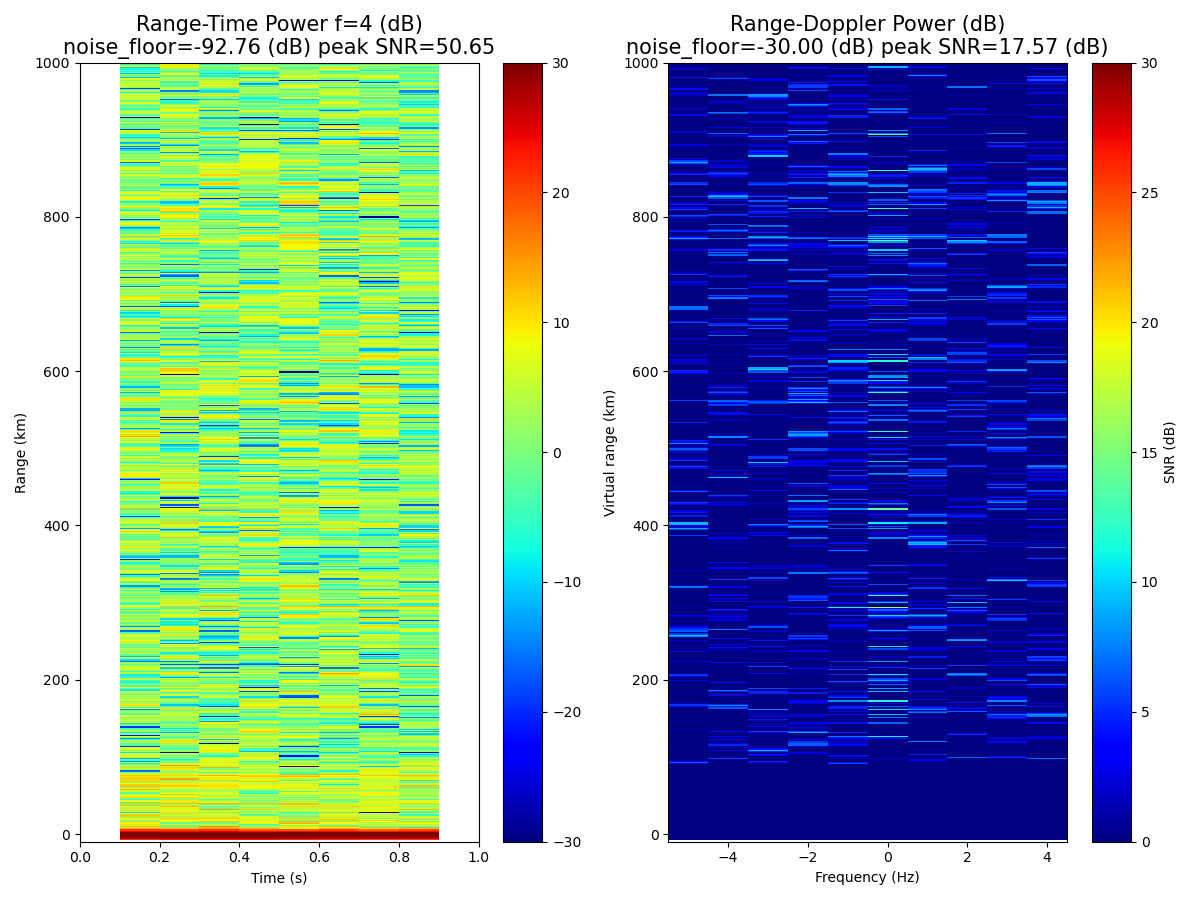 Range-Time Power f=4 (dB)
noise_floor=-92.76 (dB) peak SNR=50.65
1000
800
600
400
200
0
Range (km)
0.0 0.2 0.4 0.6 0.8 1.0
Time (s)
30
20
10
0
−10
−20
−30
Range-Doppler Power (dB)
noise_floor=-30.00 (dB) peak SNR=17.57 (dB)
1000
800
600
400
200
0
Virtual range (km)
−4 −2 0 2 4
Frequency (Hz)
30
25
20
15
10
5
0
SNR (dB)